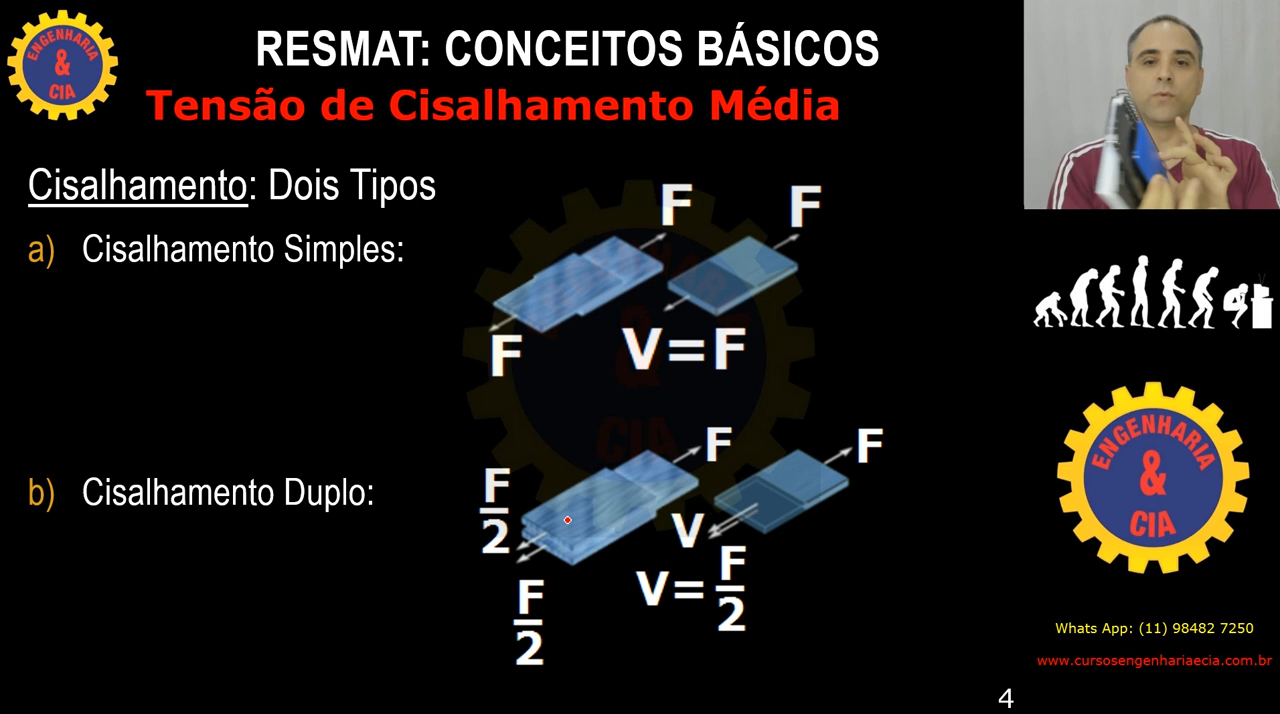 ENGENHARIA
&
CIA
RESMAT: CONCEITOS BÁSICOS
Tensão de Cisalhamento Média
Cisalhamento: Dois Tipos
a) Cisalhamento Simples:
F
F
F
V=F
b) Cisalhamento Duplo:
F
F
F
2
V
V=F
2
F
2
ENGENHARIA
&
CIA
Whats App: (11) 98482 7250
www.cursosengenhariaecia.com.br
4